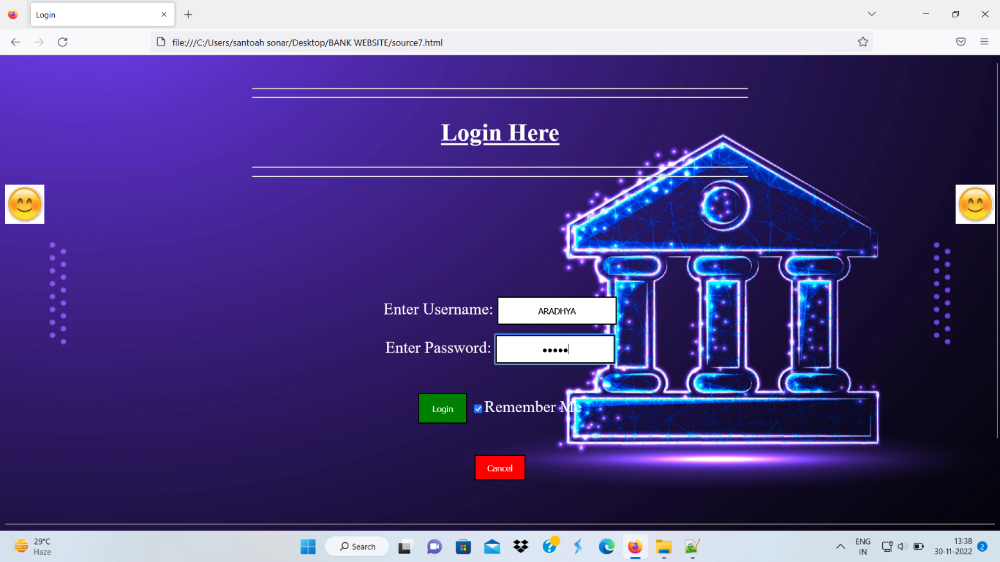 Login
file:///C:/Users/santoah sonar/Desktop/BANK WEBSITE/source7.html
Login Here
Enter Username: ARADHYA
Enter Password: •••••
Login Remember Me
Cancel
29°C
Haze
Search
ENG
IN
13:38
30-11-2022
2